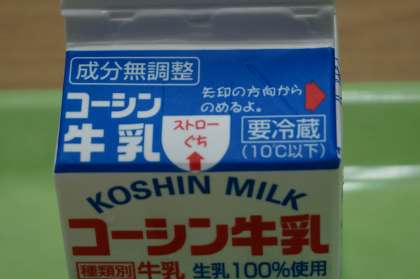 成分無調整
矢印の方向から
のめるよ。
コーシン
牛乳
ストロー
ぐち
要冷蔵
(10℃以下)
KOSHIN MILK
コーシン牛乳
種類別 牛乳 生乳100%使用